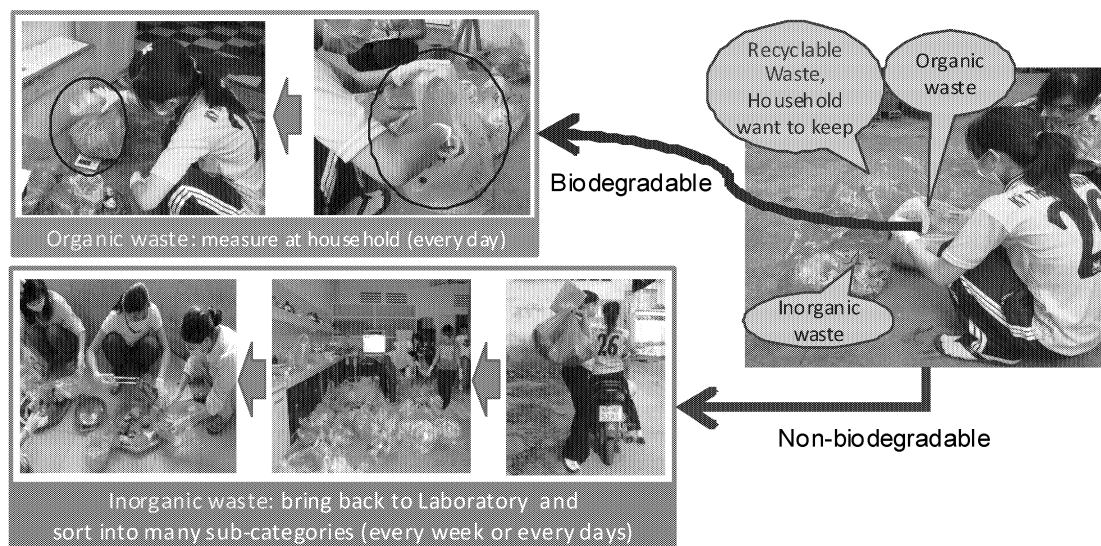 Recyclable
Waste,
Household
want to keep
Organic
waste
Inorganic
waste
Biodegradable
Organic waste: measure at household (every day)
Non-biodegradable
26
Inorganic waste: bring back to Laboratory and
sort into many sub-categories (every week or every days)